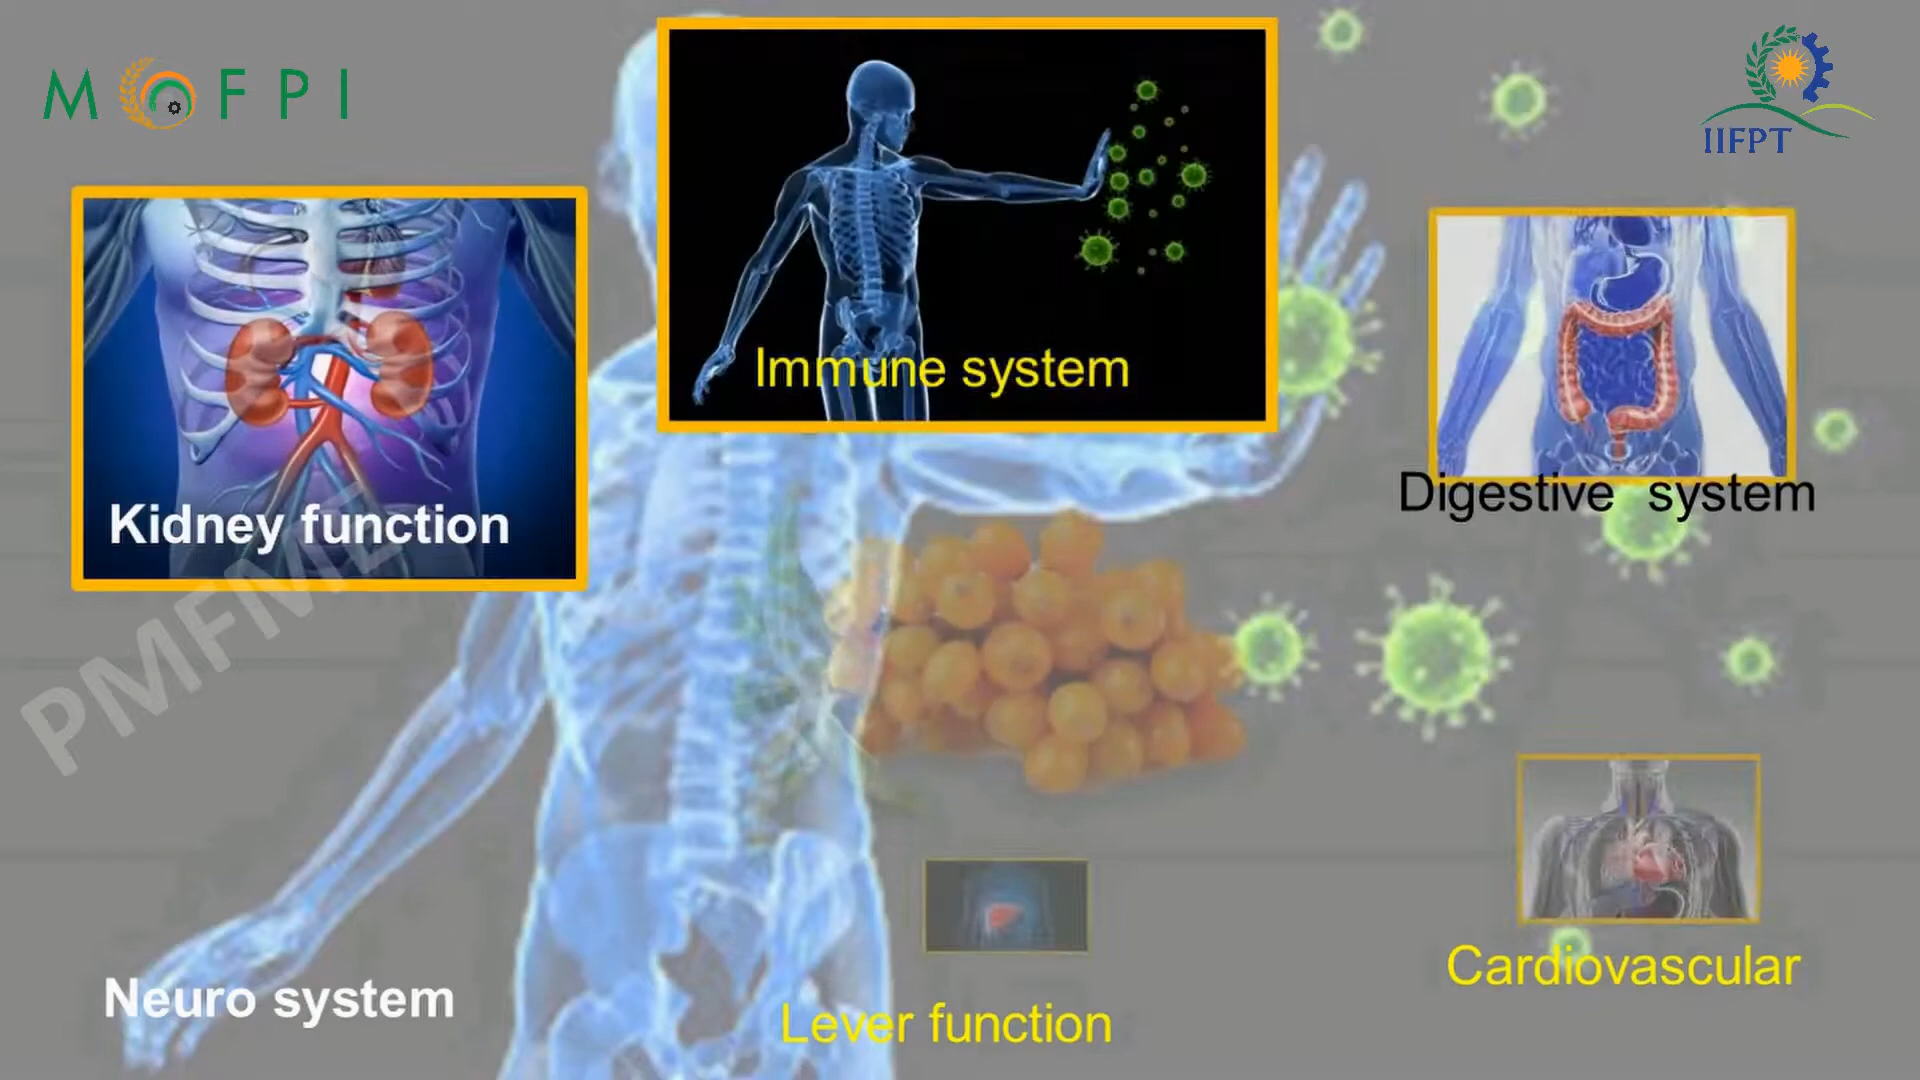 MOFPI
IIFPT
Immune system
Kidney function
Digestive system
PMFME
Neuro system
Lever function
Cardiovascular